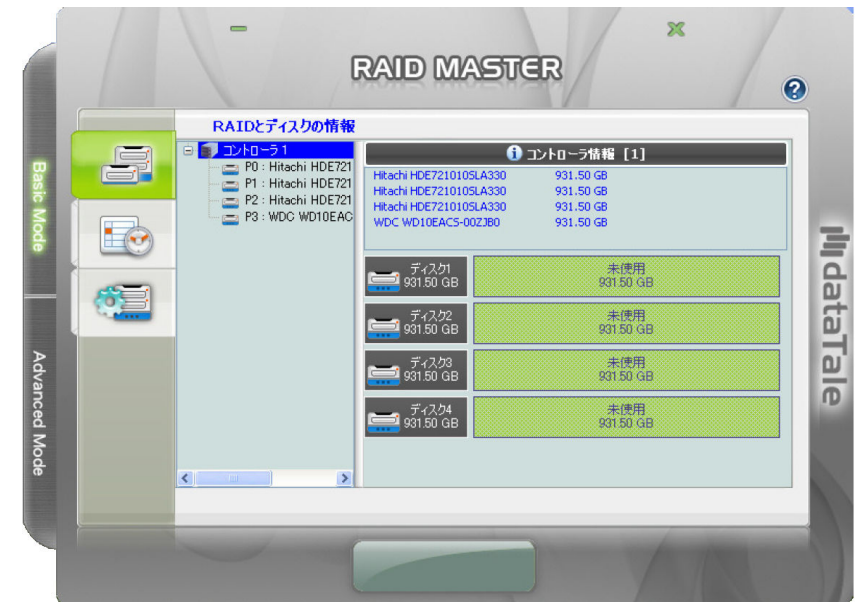 RAID MASTER
?
Basic Mode
Advanced Mode
RAIDとディスクの情報
コントローラ 1
P0 : Hitachi HDE721
P1 : Hitachi HDE721
P2 : Hitachi HDE721
P3 : WDC WD10EAC
コントローラ情報 [1]
Hitachi HDE721010SLA330 931.50 GB
Hitachi HDE721010SLA330 931.50 GB
Hitachi HDE721010SLA330 931.50 GB
WDC WD10EACS-00ZJB0 931.50 GB
ディスク1
931.50 GB
未使用
931.50 GB
ディスク2
931.50 GB
未使用
931.50 GB
ディスク3
931.50 GB
未使用
931.50 GB
ディスク4
931.50 GB
未使用
931.50 GB
dataTale